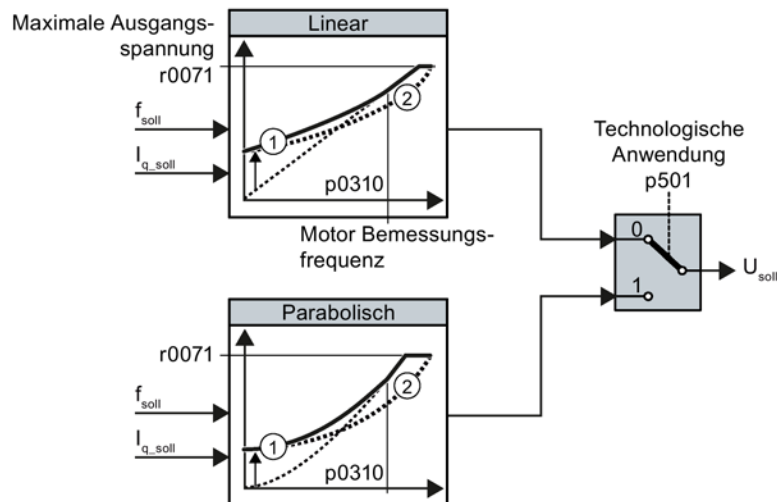 Maximale Ausgangs-
spannung
r0071
Linear
f_soll
I_q_soll
1
2
p0310
Motor Bemessungs-
frequenz
Technologische
Anwendung
p501
0
1
U_soll
Parabolisch
r0071
f_soll
I_q_soll
1
2
p0310